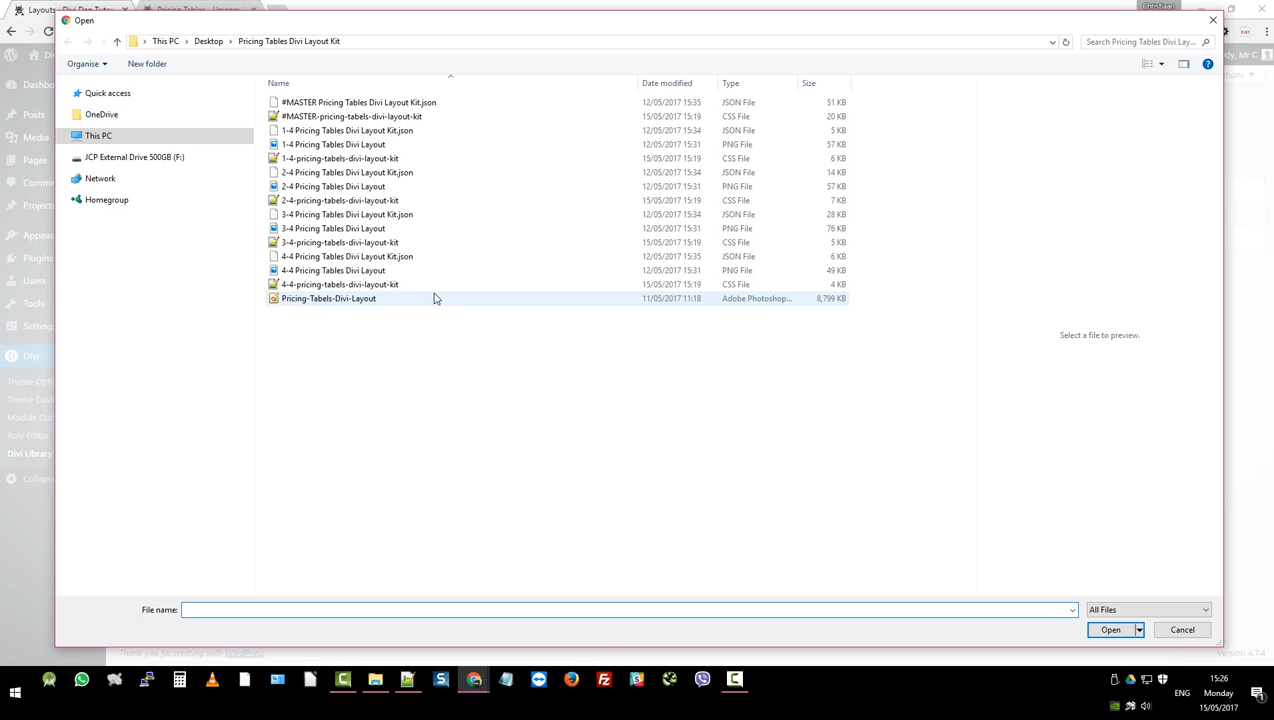 Layouts
Pricing Tables
Christiaan
Open
This PC
Desktop
Pricing Tables Divi Layout Kit
Search Pricing Tables Divi Lay...
Organise
New folder
Name
Date modified
Type
Size
Quick access
OneDrive
This PC
JCP External Drive 500GB (F:)
Network
Homegroup
#MASTER Pricing Tables Divi Layout Kit.json 12/05/2017 15:35 JSON File 51 KB
#MASTER-pricing-tabels-divi-layout-kit 15/05/2017 15:19 CSS File 20 KB
1-4 Pricing Tables Divi Layout Kit.json 12/05/2017 15:34 JSON File 5 KB
1-4 Pricing Tables Divi Layout 12/05/2017 15:31 PNG File 57 KB
1-4-pricing-tabels-divi-layout-kit 15/05/2017 15:19 CSS File 6 KB
2-4 Pricing Tables Divi Layout Kit.json 12/05/2017 15:34 JSON File 14 KB
2-4 Pricing Tables Divi Layout 12/05/2017 15:31 PNG File 57 KB
2-4-pricing-tabels-divi-layout-kit 15/05/2017 15:19 CSS File 7 KB
3-4 Pricing Tables Divi Layout Kit.json 12/05/2017 15:34 JSON File 28 KB
3-4 Pricing Tables Divi Layout 12/05/2017 15:31 PNG File 76 KB
3-4-pricing-tabels-divi-layout-kit 15/05/2017 15:19 CSS File 5 KB
4-4 Pricing Tables Divi Layout Kit.json 12/05/2017 15:35 JSON File 6 KB
4-4 Pricing Tables Divi Layout 12/05/2017 15:31 PNG File 49 KB
4-4-pricing-tabels-divi-layout-kit 15/05/2017 15:19 CSS File 4 KB
Pricing-Tabels-Divi-Layout 11/05/2017 11:18 Adobe Photoshop... 8,799 KB
Select a file to preview.
Dashbo
Posts
Media
Pages
Comme
Projects
Appear
Plugins
Users
Tools
Setting
Divi
Theme Opti
Theme Cust
Module Cus
Role Editor
Divi Library
Collaps
File name:
All Files
Open
Cancel
Thank you for creating with WordPress.
Version 4.7.4
15:26
ENG
Monday
15/05/2017